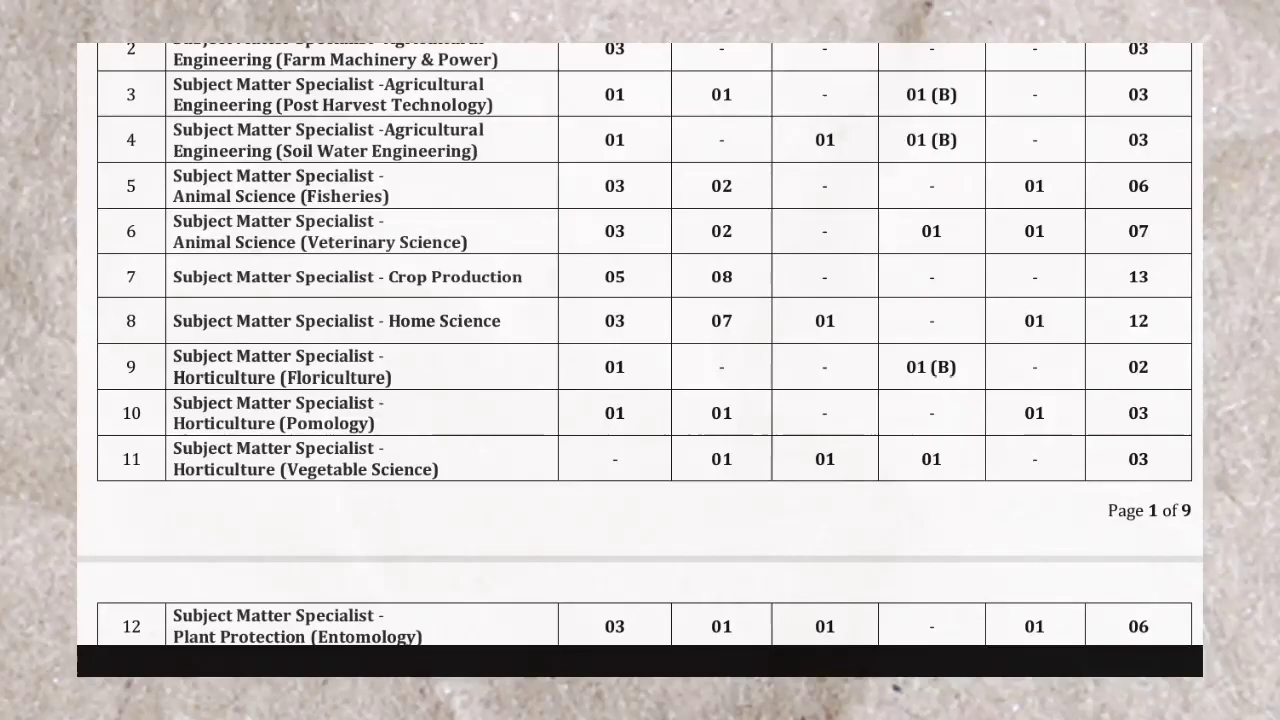 2 Subject Matter Specialist -Agricultural
Engineering (Farm Machinery & Power) 03 - - - - 03
3 Subject Matter Specialist -Agricultural
Engineering (Post Harvest Technology) 01 01 - 01 (B) - 03
4 Subject Matter Specialist -Agricultural
Engineering (Soil Water Engineering) 01 - 01 01 (B) - 03
5 Subject Matter Specialist -
Animal Science (Fisheries) 03 02 - - 01 06
6 Subject Matter Specialist -
Animal Science (Veterinary Science) 03 02 - 01 01 07
7 Subject Matter Specialist - Crop Production 05 08 - - - 13
8 Subject Matter Specialist - Home Science 03 07 01 - 01 12
9 Subject Matter Specialist -
Horticulture (Floriculture) 01 - - 01 (B) - 02
10 Subject Matter Specialist -
Horticulture (Pomology) 01 01 - - 01 03
11 Subject Matter Specialist -
Horticulture (Vegetable Science) - 01 01 01 - 03
Page 1 of 9
12 Subject Matter Specialist -
Plant Protection (Entomology) 03 01 01 - 01 06